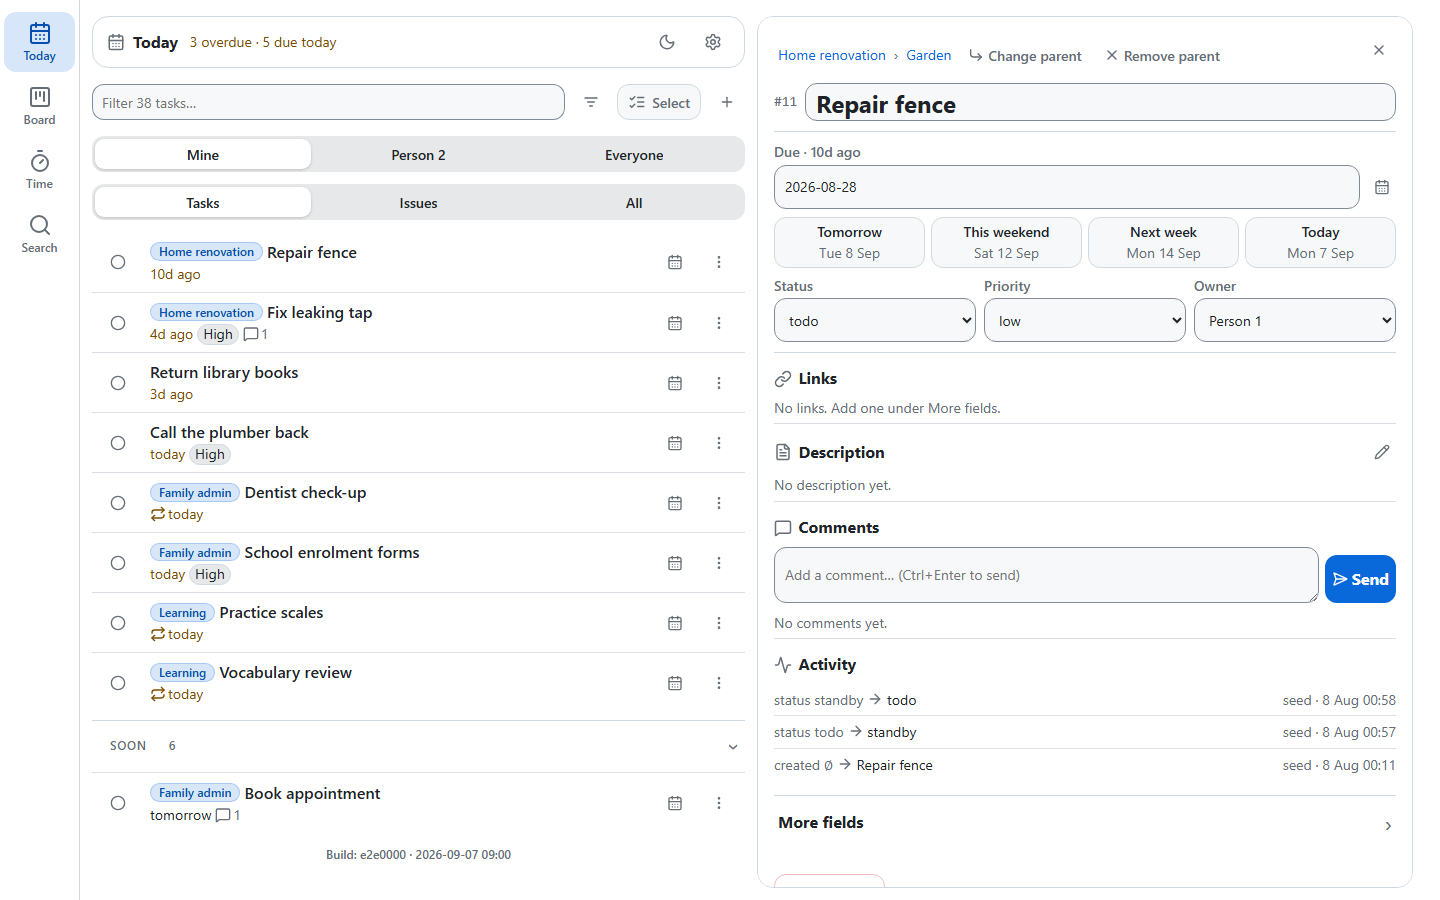 Today
Board
Time
Search
Today 3 overdue · 5 due today
Filter 38 tasks...
Select
Mine Person 2 Everyone
Tasks Issues All
Home renovation Repair fence
10d ago
Home renovation Fix leaking tap
4d ago High 1
Return library books
3d ago
Call the plumber back
today High
Family admin Dentist check-up
today
Family admin School enrolment forms
today High
Learning Practice scales
today
Learning Vocabulary review
today
SOON 6
Family admin Book appointment
tomorrow 1
Build: e2e0000 · 2026-09-07 09:00
Home renovation › Garden Change parent Remove parent
#11 Repair fence
Due · 10d ago
2026-08-28
Tomorrow This weekend Next week Today
Tue 8 Sep Sat 12 Sep Mon 14 Sep Mon 7 Sep
Status Priority Owner
todo low Person 1
Links
No links. Add one under More fields.
Description
No description yet.
Comments
Add a comment... (Ctrl+Enter to send)
Send
No comments yet.
Activity
status standby → todo seed · 8 Aug 00:58
status todo → standby seed · 8 Aug 00:57
created Ø → Repair fence seed · 8 Aug 00:11
More fields